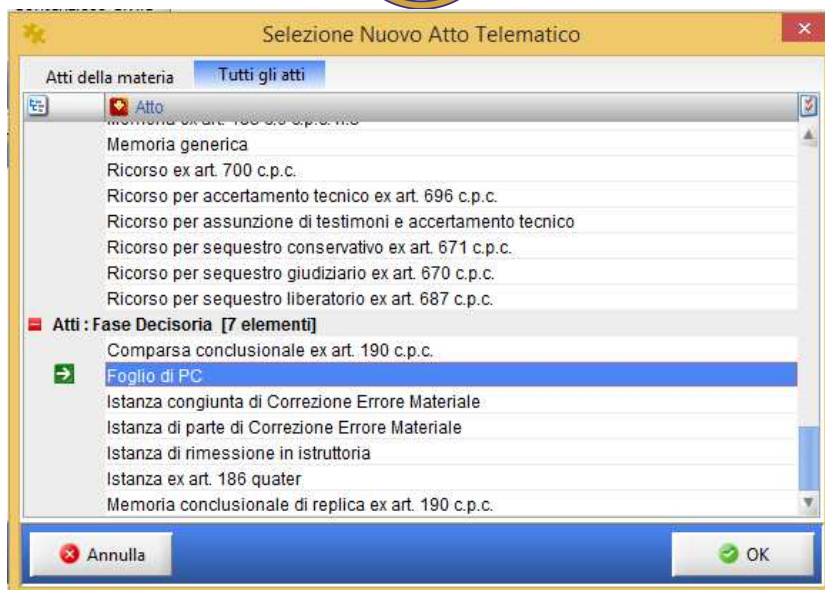 Selezione Nuovo Atto Telematico
Atti della materia Tutti gli atti
Atto
Memoria generica
Ricorso ex art. 700 c.p.c.
Ricorso per accertamento tecnico ex art. 696 c.p.c.
Ricorso per assunzione di testimoni e accertamento tecnico
Ricorso per sequestro conservativo ex art. 671 c.p.c.
Ricorso per sequestro giudiziario ex art. 670 c.p.c.
Ricorso per sequestro liberatorio ex art. 687 c.p.c.
Atti : Fase Decisoria [7 elementi]
Comparsa conclusionale ex art. 190 c.p.c.
Foglio di PC
Istanza congiunta di Correzione Errore Materiale
Istanza di parte di Correzione Errore Materiale
Istanza di rimessione in istruttoria
Istanza ex art. 186 quater
Memoria conclusionale di replica ex art. 190 c.p.c.
Annulla OK